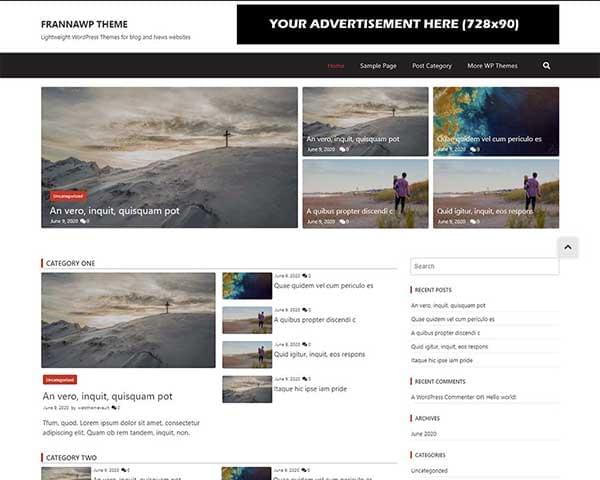 FRANNAWP THEME
Lightweight WordPress Themes for blog and News websites
YOUR ADVERTISEMENT HERE (728x90)
Home Sample Page Post Category More WP Themes
Uncategorized
An vero, inquit, quisquam pot
June 9, 2020 0
An vero, inquit, quisquam pot
June 9, 2020 0
Quamquidem vel cum periculo es
June 9, 2020 0
A quibus propter discendi c
June 9, 2020 0
Quid igitur, inquit, eos respons
June 9, 2020 0
CATEGORY ONE
Uncategorized
An vero, inquit, quisquam pot
June 9, 2020 by webthemevault 0
Tfum, quod. Lorem ipsum dolor sit amet, consectetur
adipiscing elit. Quam ob rem tandem, inquit, non.
June 9, 2020 0
Quae quidem vel cum periculo es
June 9, 2020 0
A quibus propter discendi c
June 9, 2020 0
Quid igitur, inquit, eos respons
June 9, 2020 0
Itaque hic ipse iam pride
CATEGORY TWO
June 9, 2020 0
An vero, inquit, quisquam pot
June 9, 2020 0
Quae quidem vel cum periculo es
Search
RECENT POSTS
An vero, inquit, quisquam pot
Quae quidem vel cum periculo es
A quibus propter discendi c
Quid igitur, inquit, eos respons
Itaque hic ipse iam pride
RECENT COMMENTS
A WordPress Commenter on Hello world!
ARCHIVES
June 2020
CATEGORIES
Uncategorized